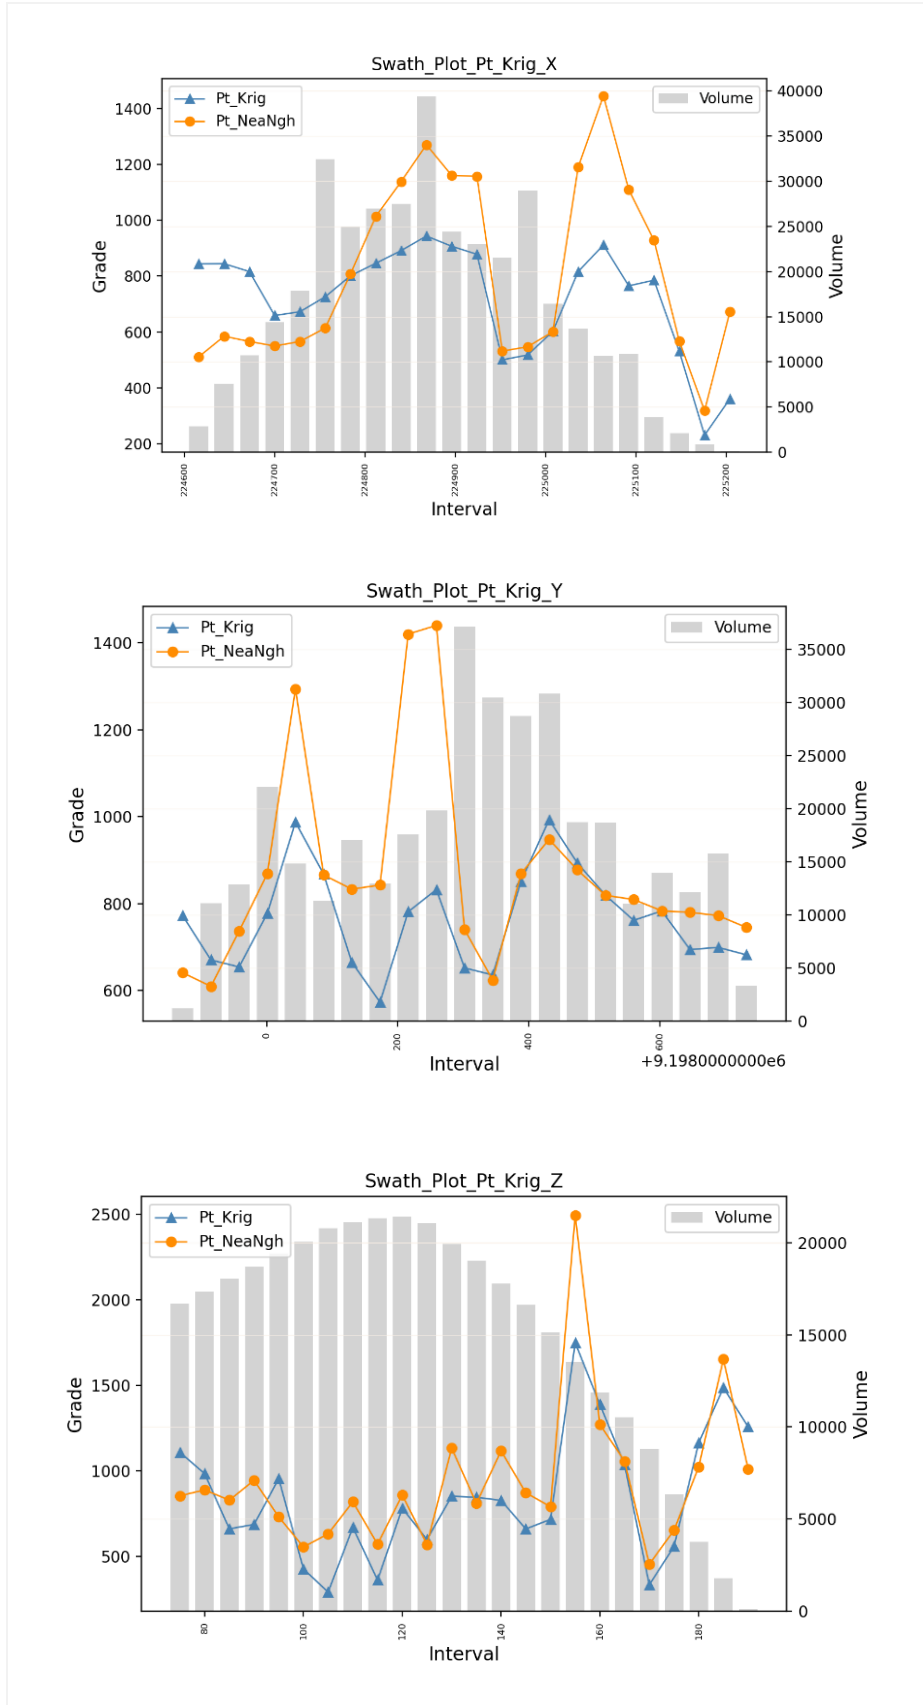 Swath_Plot_Pt_Krig_X
Pt_Krig
Pt_NeaNgh
Volume
1400
1200
1000
800
600
400
200
Grade
40000
35000
30000
25000
20000
15000
10000
5000
0
Volume
224600
224700
224800
224900
225000
225100
225200
Interval
Swath_Plot_Pt_Krig_Y
Pt_Krig
Pt_NeaNgh
Volume
1400
1200
1000
800
600
Grade
35000
30000
25000
20000
15000
10000
5000
0
Volume
0
200
400
600
+9.1980000000e6
Interval
Swath_Plot_Pt_Krig_Z
Pt_Krig
Pt_NeaNgh
Volume
2500
2000
1500
1000
500
Grade
20000
15000
10000
5000
0
Volume
80
100
120
140
160
180
Interval